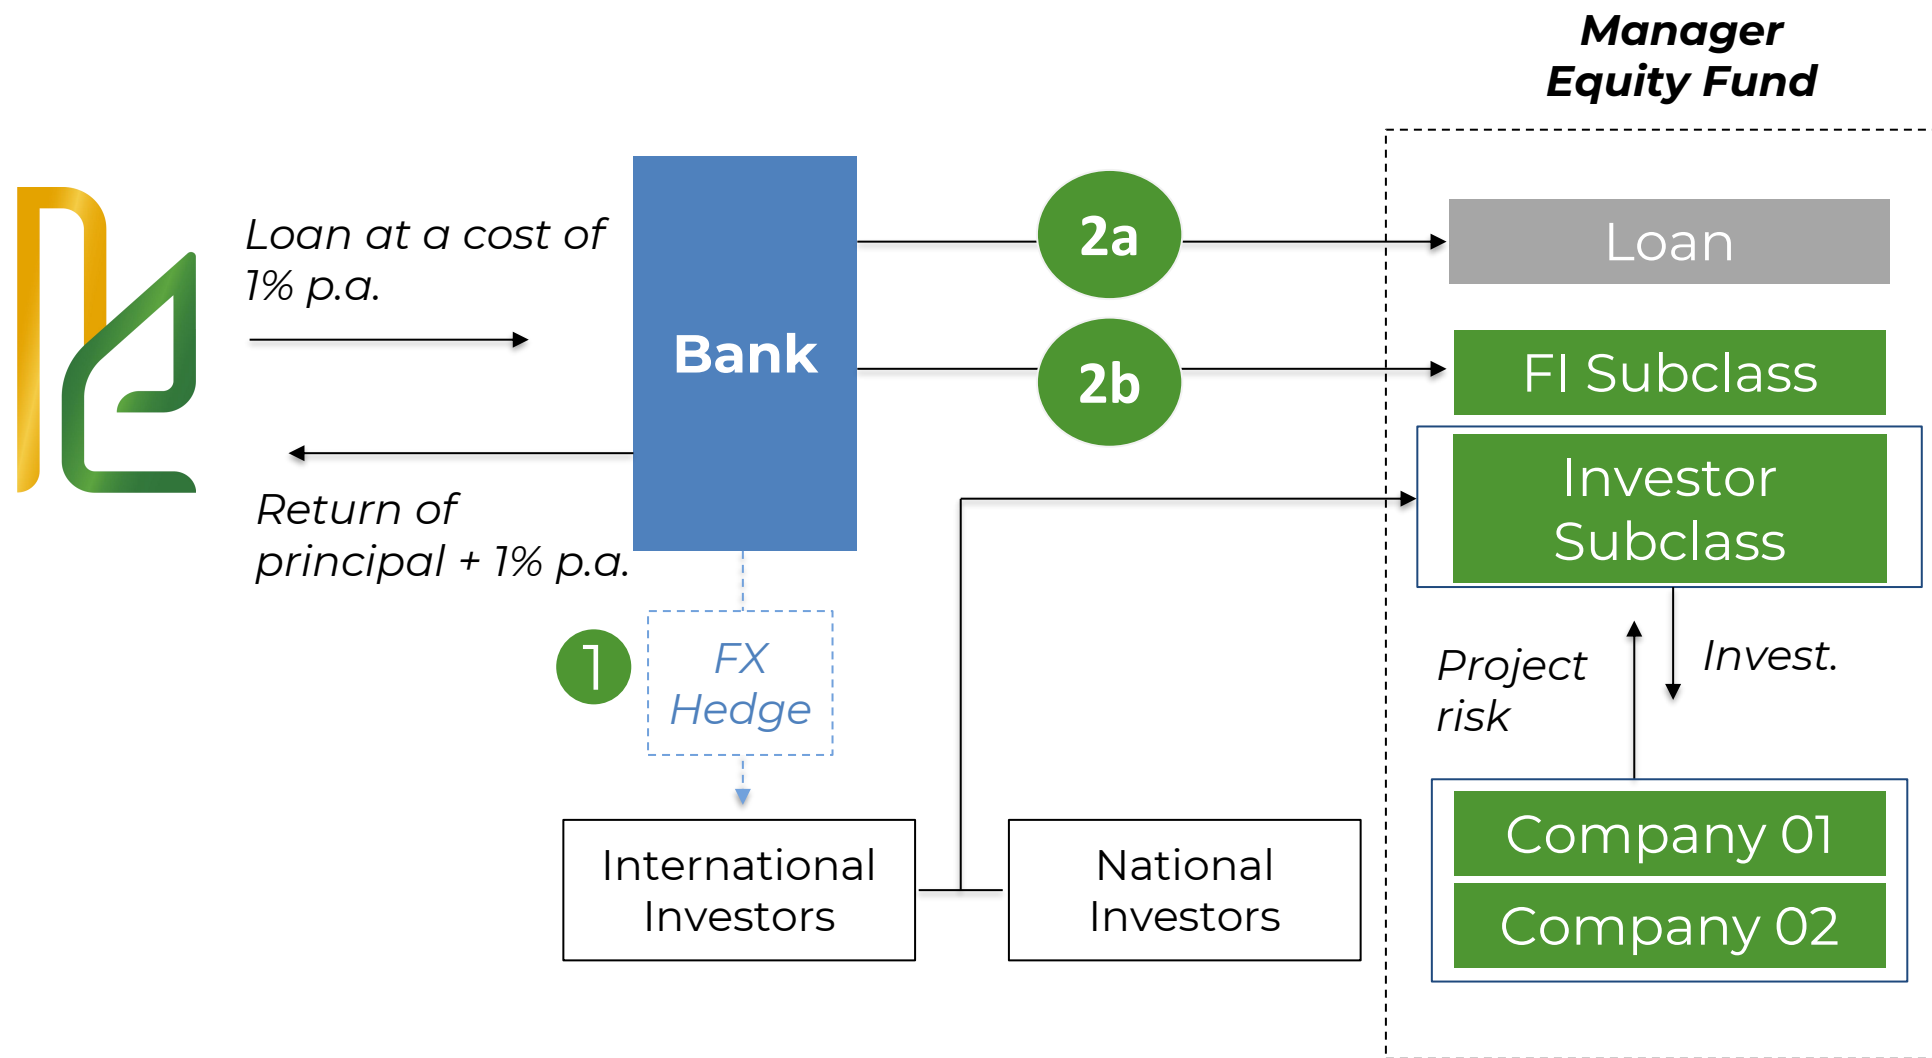 Manager
Equity Fund
Loan at a cost of
1% p.a.
Bank
2a
Loan
2b
FI Subclass
Return of
principal + 1% p.a.
Investor
Subclass
1
FX
Hedge
Project
risk
Invest.
International
Investors
National
Investors
Company 01
Company 02